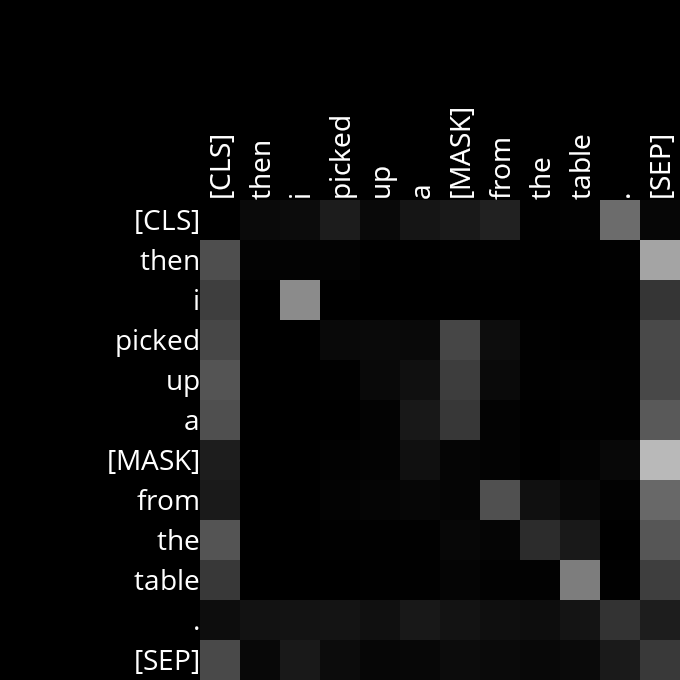 [CLS] then i picked up a [MASK] from the table . [SEP]
[CLS]
then
i
picked
up
a
[MASK]
from
the
table
.
[SEP]